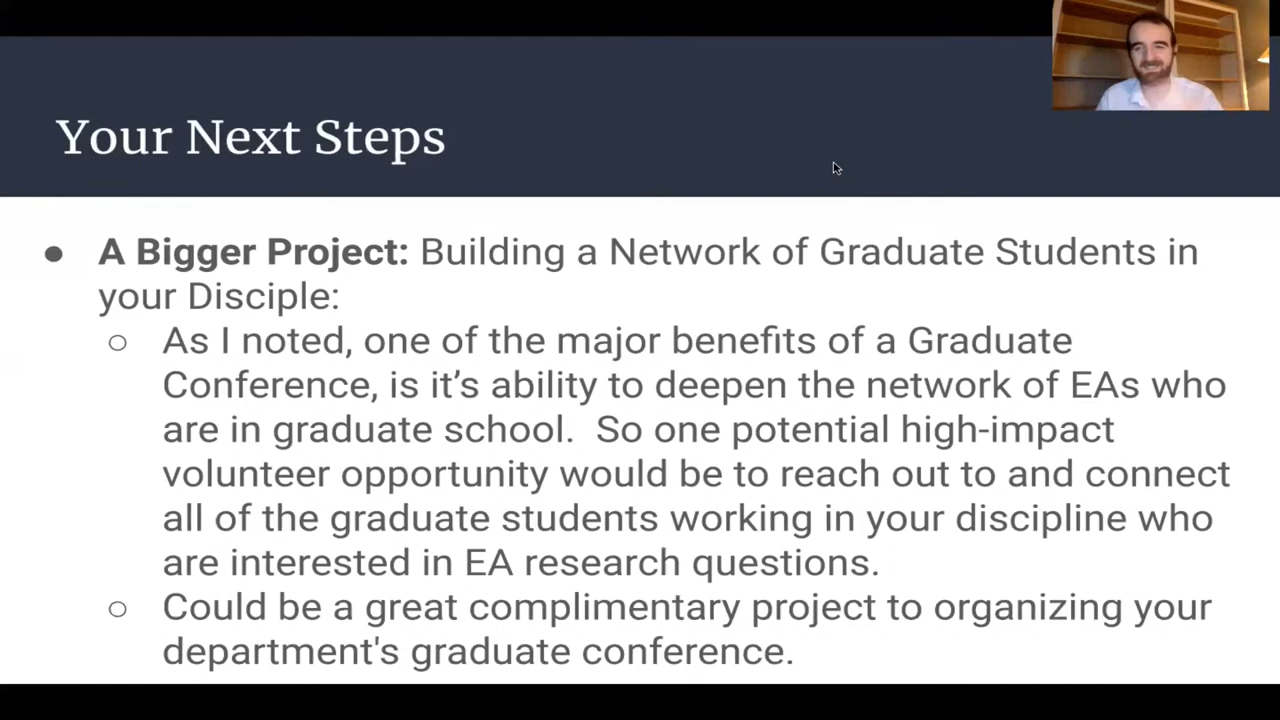 Your Next Steps
● A Bigger Project: Building a Network of Graduate Students in
your Disciple:
○ As I noted, one of the major benefits of a Graduate
Conference, is it’s ability to deepen the network of EAs who
are in graduate school.  So one potential high-impact
volunteer opportunity would be to reach out to and connect
all of the graduate students working in your discipline who
are interested in EA research questions.
○ Could be a great complimentary project to organizing your
department's graduate conference.